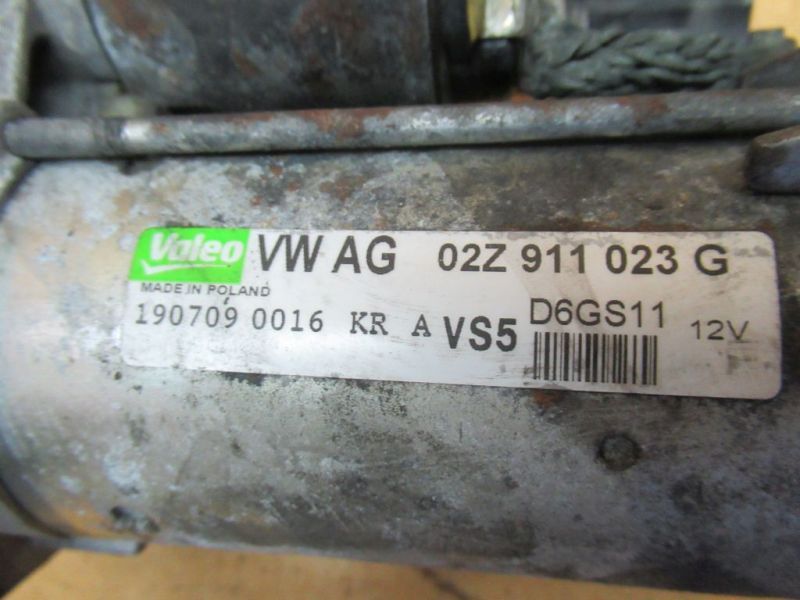 Valeo VW AG 02Z 911 023 G
MADE IN POLAND
190709 0016 KR A VS5 D6GS11 12V